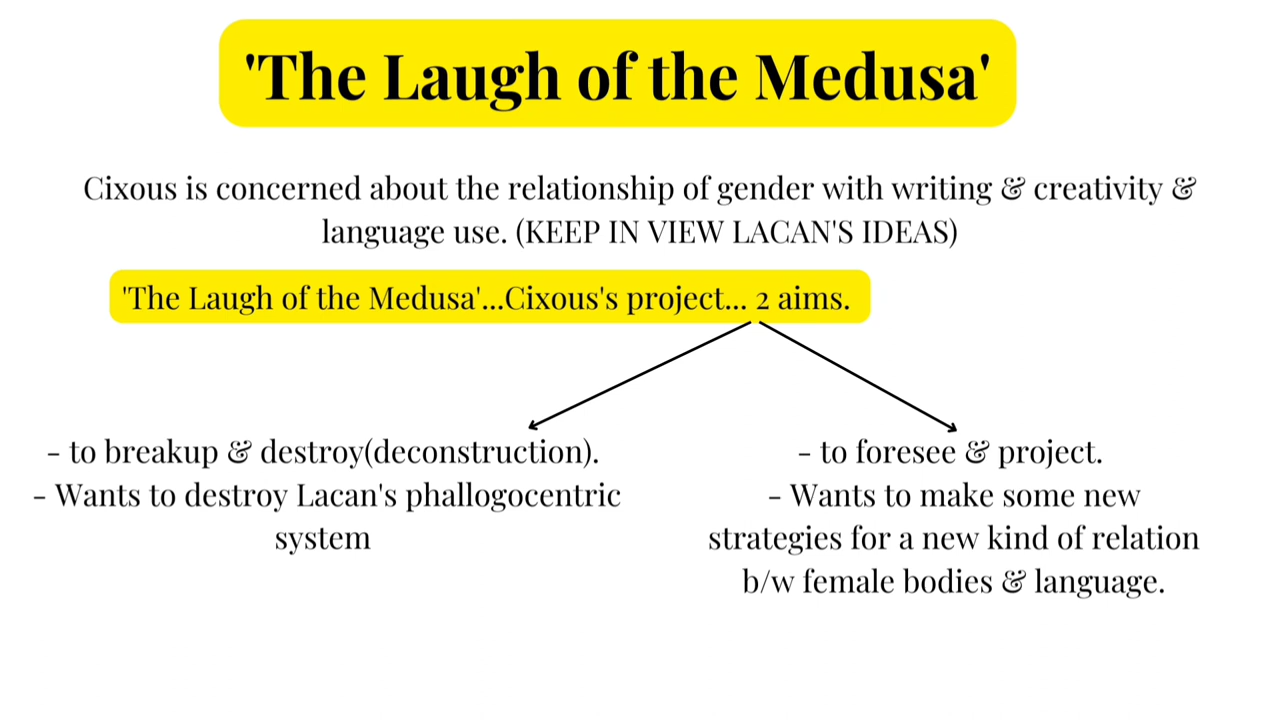 'The Laugh of the Medusa'
Cixous is concerned about the relationship of gender with writing & creativity &
language use. (KEEP IN VIEW LACAN'S IDEAS)
'The Laugh of the Medusa'...Cixous's project... 2 aims.
- to breakup & destroy(deconstruction).
- Wants to destroy Lacan's phallogocentric
system
- to foresee & project.
- Wants to make some new
strategies for a new kind of relation
b/w female bodies & language.